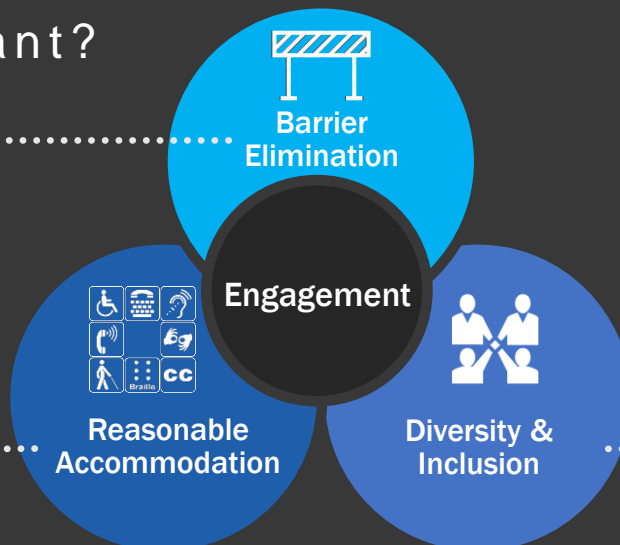 ant?
Barrier
Elimination
Engagement
Braille
CC
Reasonable
Accommodation
Diversity &
Inclusion